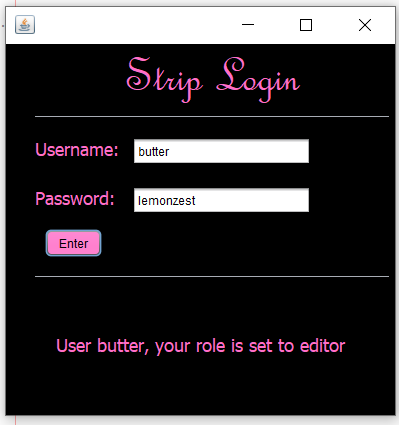 Strip Login
Username: butter
Password: lemonzest
Enter
User butter, your role is set to editor